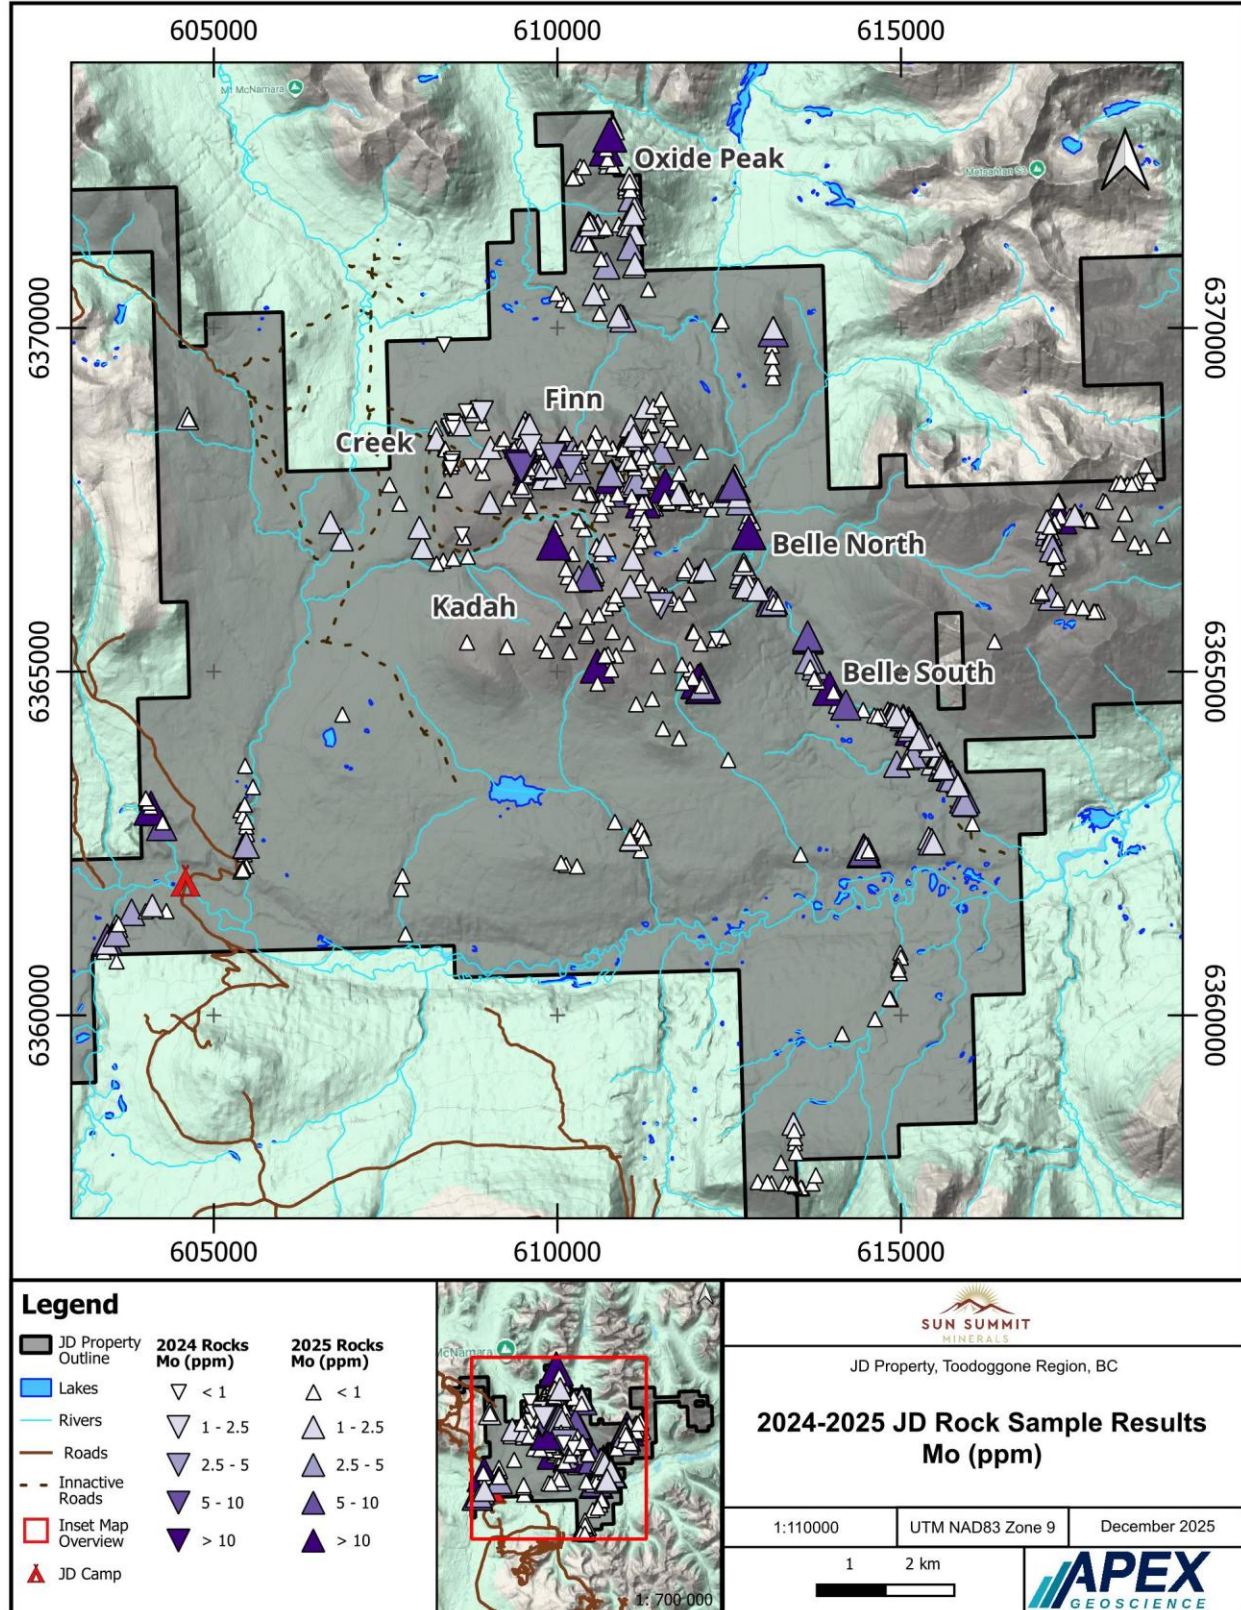 605000
610000
615000
Mt McNamara
Oxide Peak
6370000
6370000
Finn
Creek
Belle North
Kadah
6365000
Belle South
6365000
6360000
6360000
605000
610000
615000
Legend
JD Property
Outline
Lakes
Rivers
Roads
Innactive
Roads
Inset Map
Overview
JD Camp
2024 Rocks
Mo (ppm)
< 1
1 - 2.5
2.5 - 5
5 - 10
> 10
2025 Rocks
Mo (ppm)
< 1
1 - 2.5
2.5 - 5
5 - 10
> 10
McNamara
1: 700 000
SUN SUMMIT
MINERALS
JD Property, Toodoggone Region, BC
2024-2025 JD Rock Sample Results
Mo (ppm)
1:110000
UTM NAD83 Zone 9
December 2025
1
2 km
APEX
GEOSCIENCE